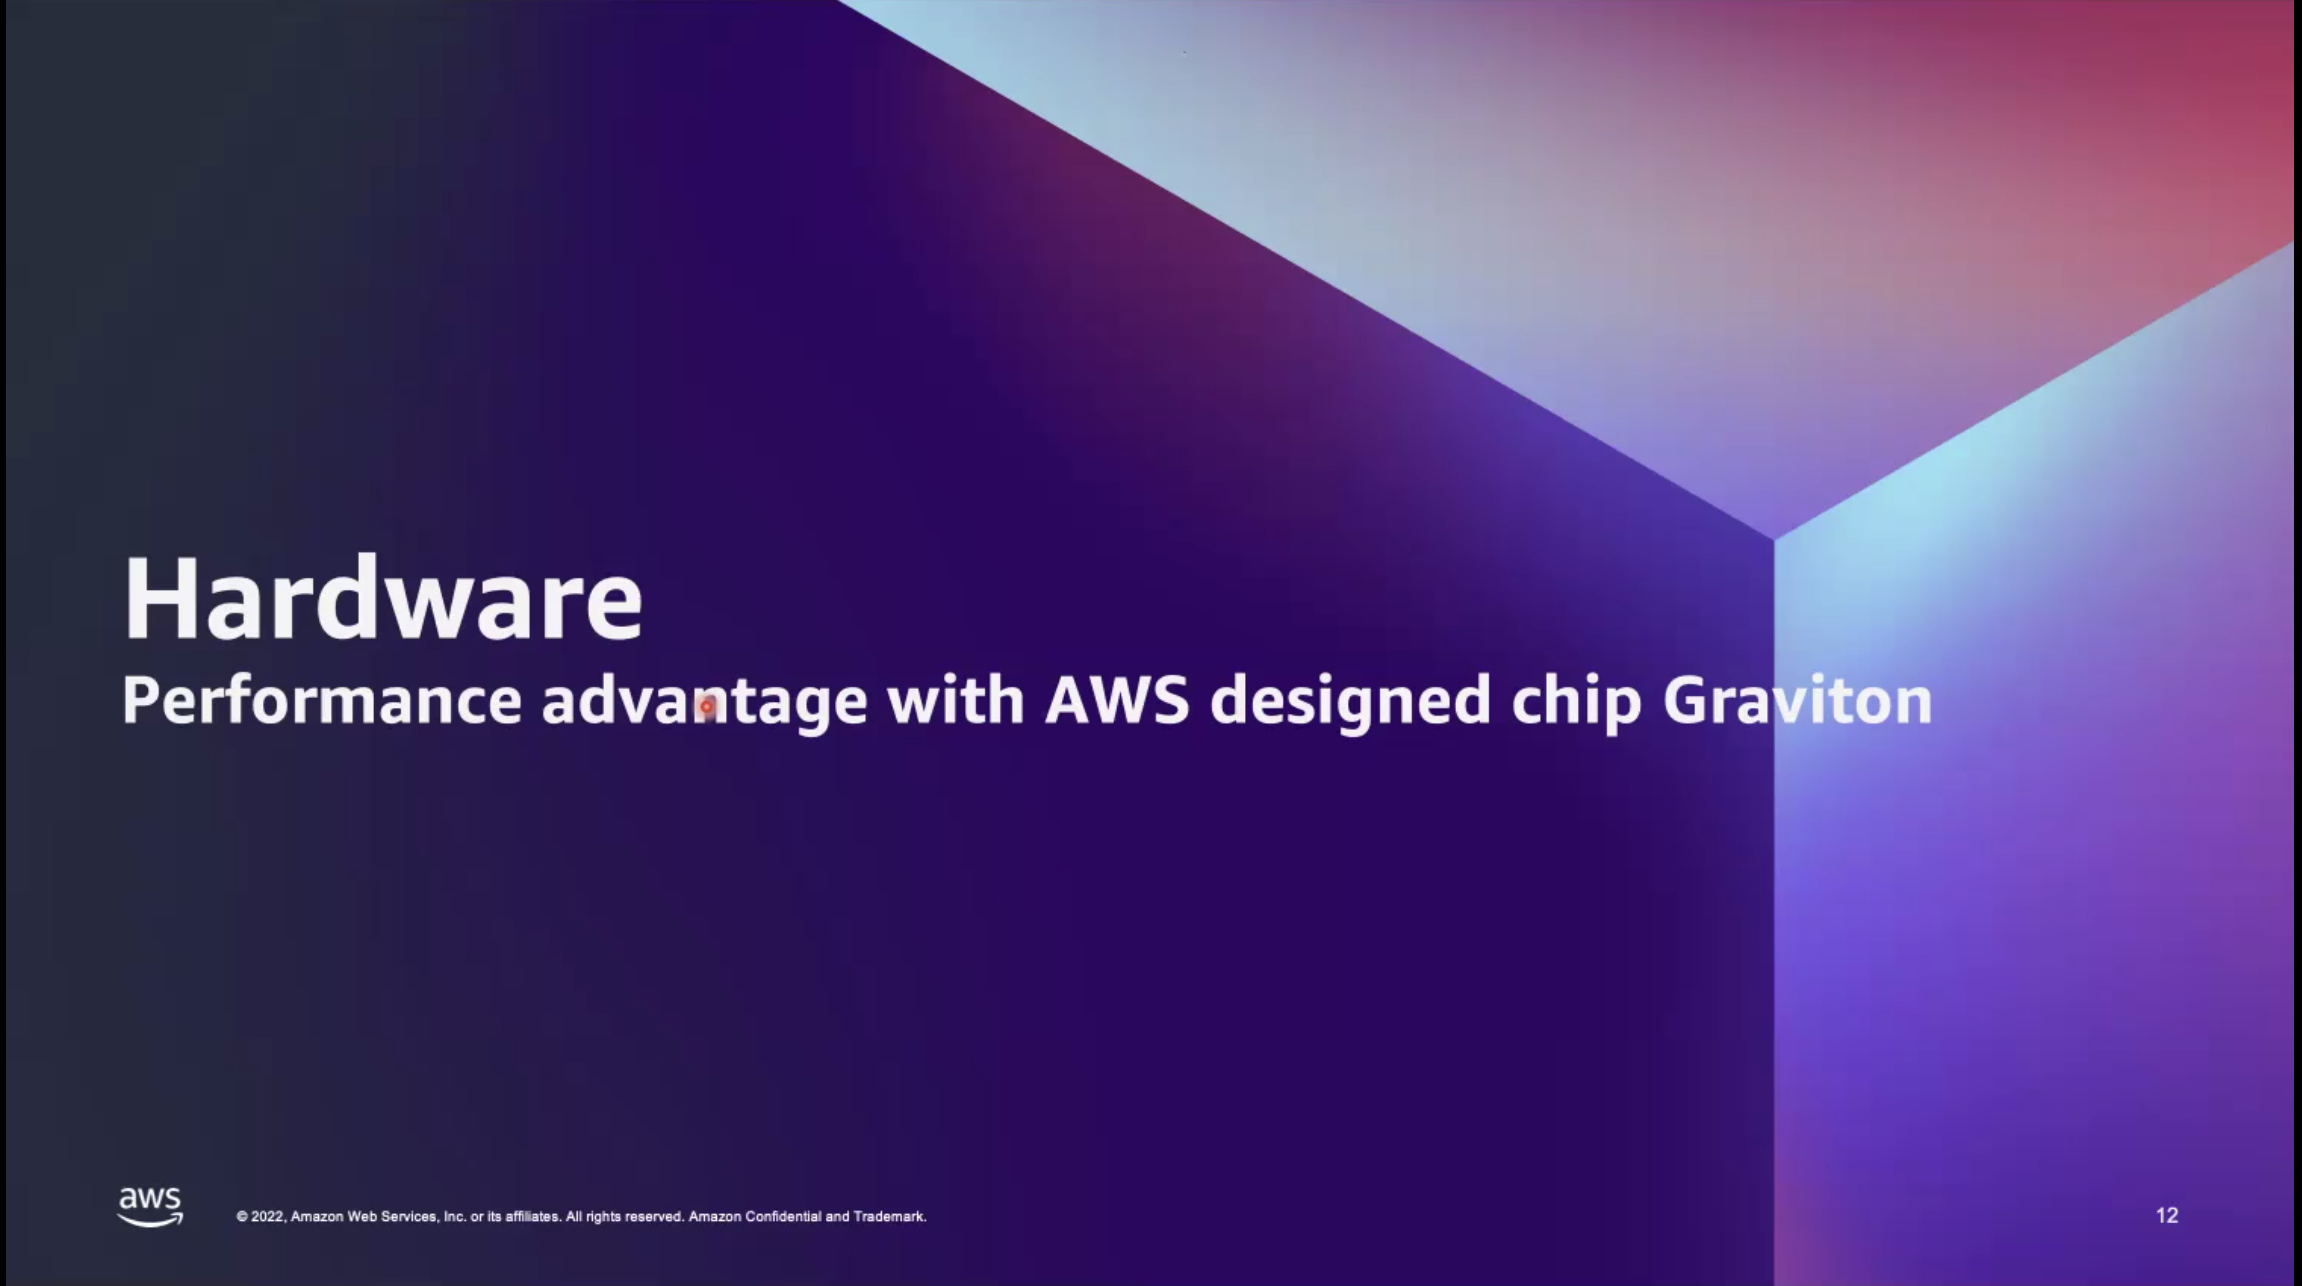 Hardware
Performance advantage with AWS designed chip Graviton
aws
© 2022, Amazon Web Services, Inc. or its affiliates. All rights reserved. Amazon Confidential and Trademark.
12